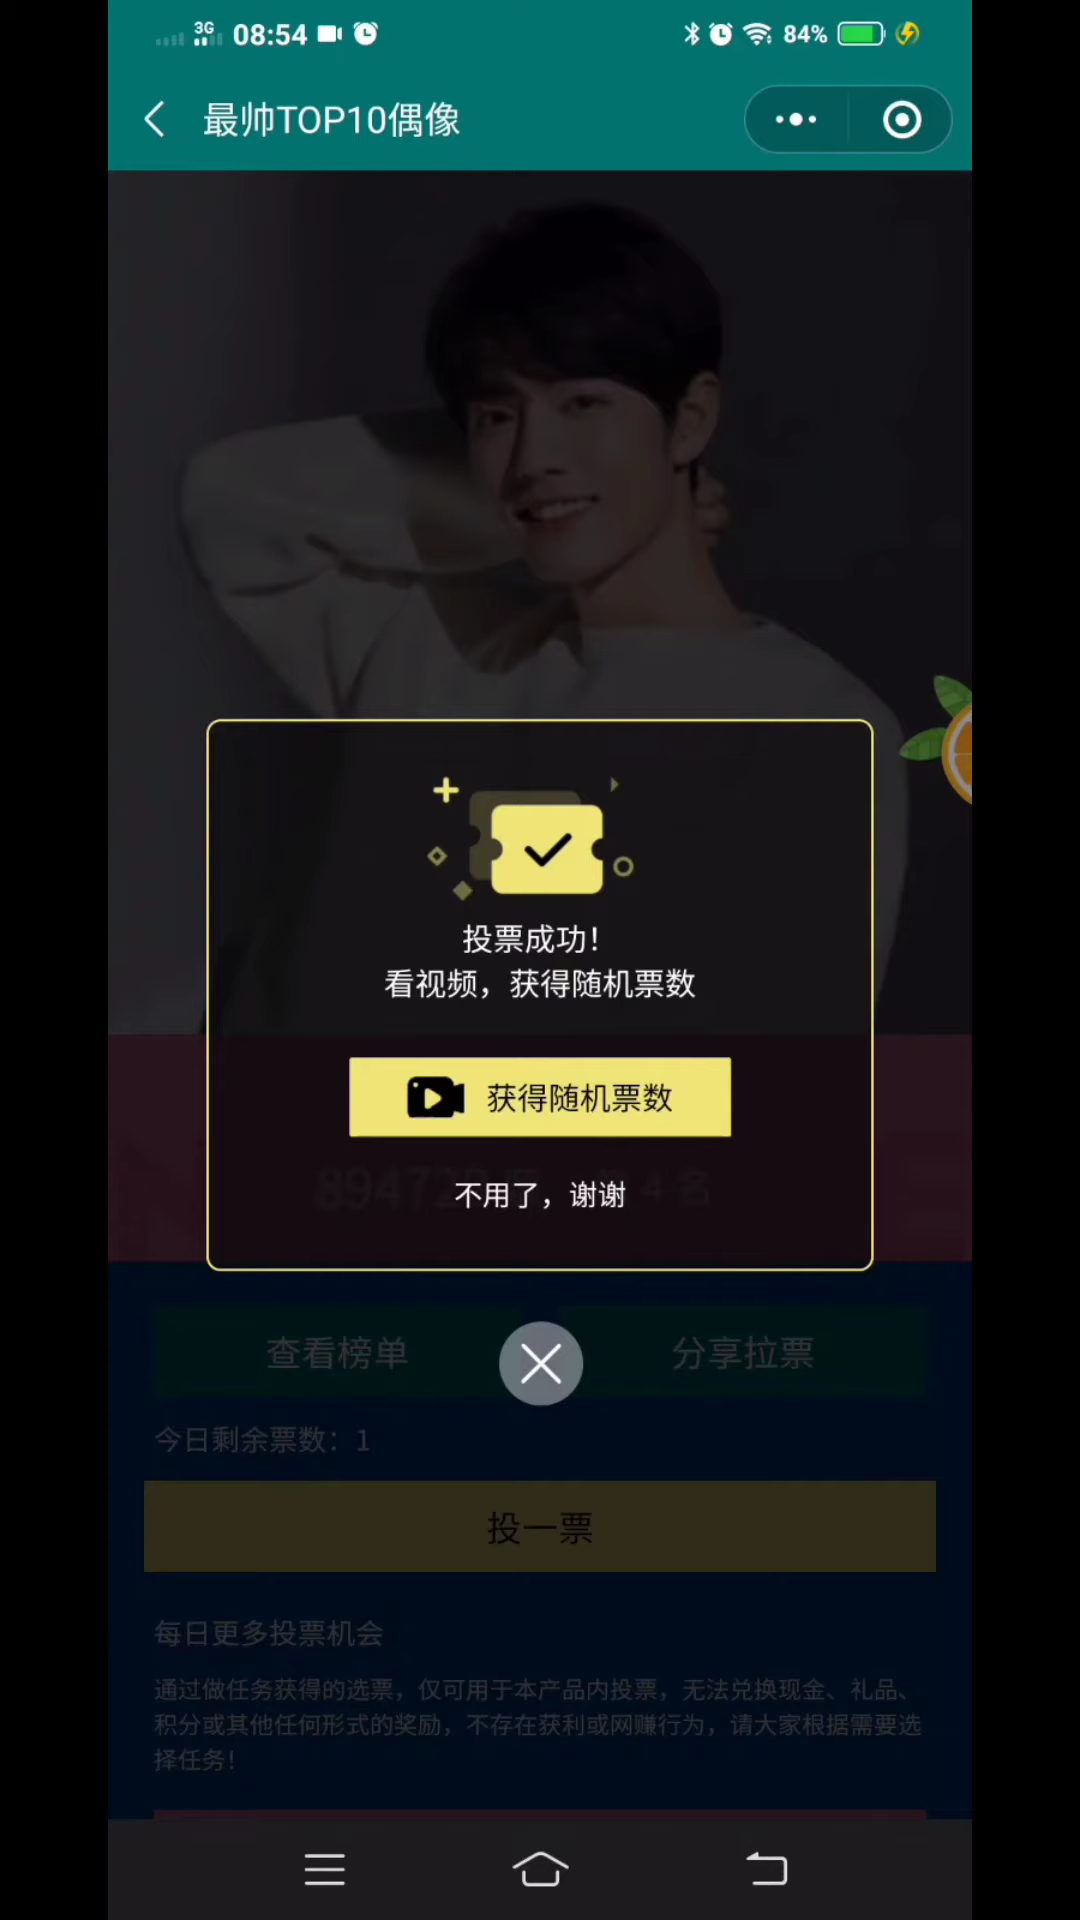 3G 08:54 84%
最帅TOP10偶像
投票成功！
看视频，获得随机票数
获得随机票数
不用了，谢谢
查看榜单 分享拉票
今日剩余票数：1
投一票
每日更多投票机会
通过做任务获得的选票，仅可用于本产品内投票，无法兑换现金、礼品、
积分或其他任何形式的奖励，不存在获利或网赚行为，请大家根据需要选
择任务！